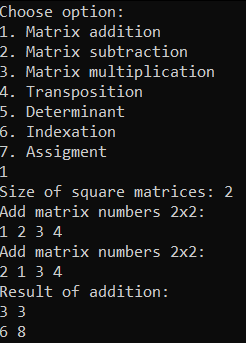 Choose option:
1. Matrix addition
2. Matrix subtraction
3. Matrix multiplication
4. Transposition
5. Determinant
6. Indexation
7. Assigment
1
Size of square matrices: 2
Add matrix numbers 2x2:
1 2 3 4
Add matrix numbers 2x2:
2 1 3 4
Result of addition:
3 3
6 8